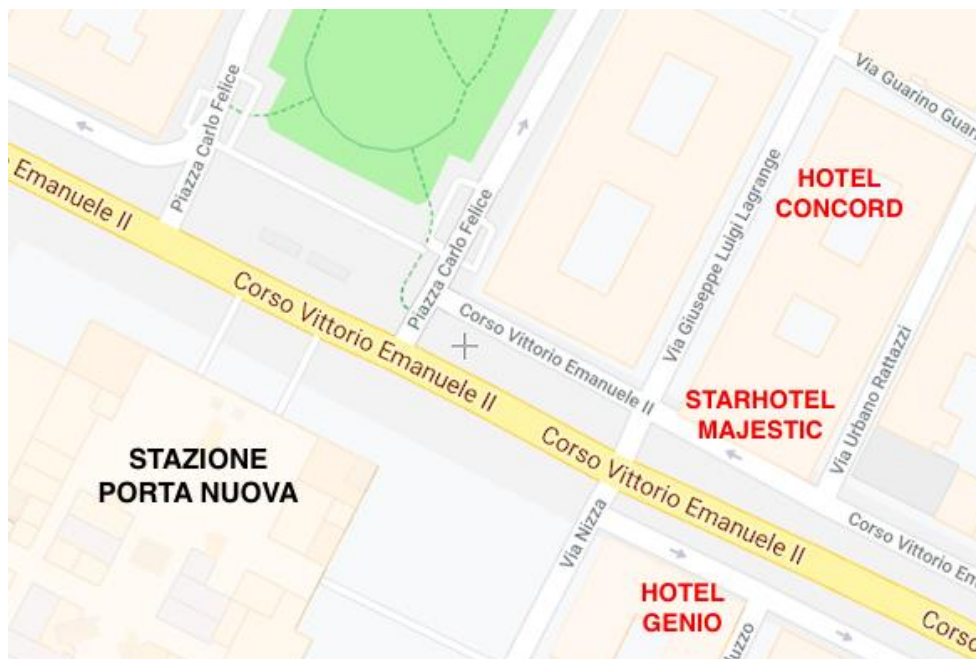 Via Guarino Guar
Piazza Carlo Felice
HOTEL
CONCORD
Via Giuseppe Luigi Lagrange
Emanuele II
Piazza Carlo Felice
Corso Vittorio Emanuele II
Corso Vittorio Emanuele II
Via Urbano Rattazzi
STARHOTEL
MAJESTIC
STAZIONE
PORTA NUOVA
Corso Vittorio Emanuele II
Corso Vittorio Em
Via Nizza
HOTEL
GENIO
uzzo
Corso